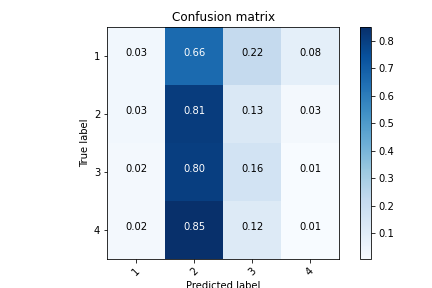 Confusion matrix
1 0.03 0.66 0.22 0.08
2 0.03 0.81 0.13 0.03
3 0.02 0.80 0.16 0.01
4 0.02 0.85 0.12 0.01
1 2 3 4
True label
Predicted label
0.8
0.7
0.6
0.5
0.4
0.3
0.2
0.1